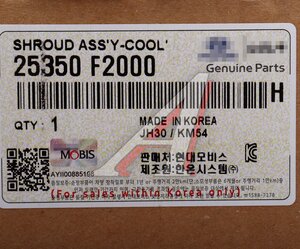 SHROUD ASS'Y-COOL'
25350 F2000
Genuine Parts
H
QTY : 1
MADE IN KOREA
JH30 / KM54
MOBIS
AYII00885166
판매처:현대모비스
제조원:한온시스템㈜
(For sales within Korea only)